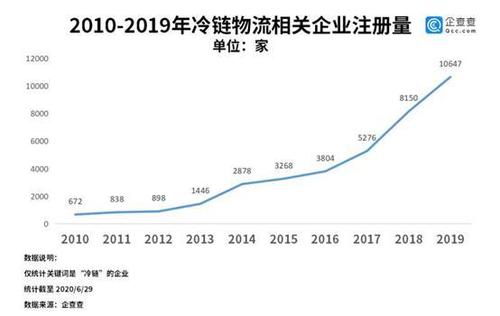 2010-2019年冷链物流相关企业注册量
单位：家
企查查
Qcc.com
12000
10000
8000
6000
4000
2000
0
672
838
898
1446
2878
3268
3804
5276
8150
10647
2010 2011 2012 2013 2014 2015 2016 2017 2018 2019
数据说明：
仅统计关键词是“冷链”的企业
统计截至 2020/6/29
数据来源：企查查